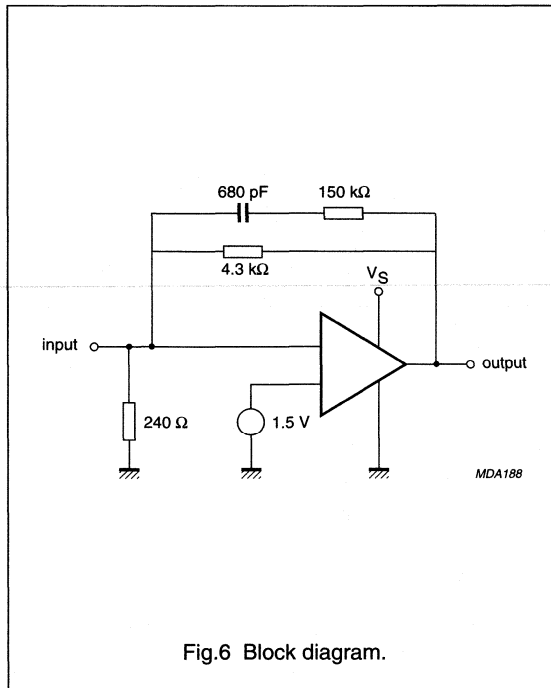 680 pF 150 kΩ
4.3 kΩ
VS
input
output
240 Ω
1.5 V
MDA188
Fig.6 Block diagram.